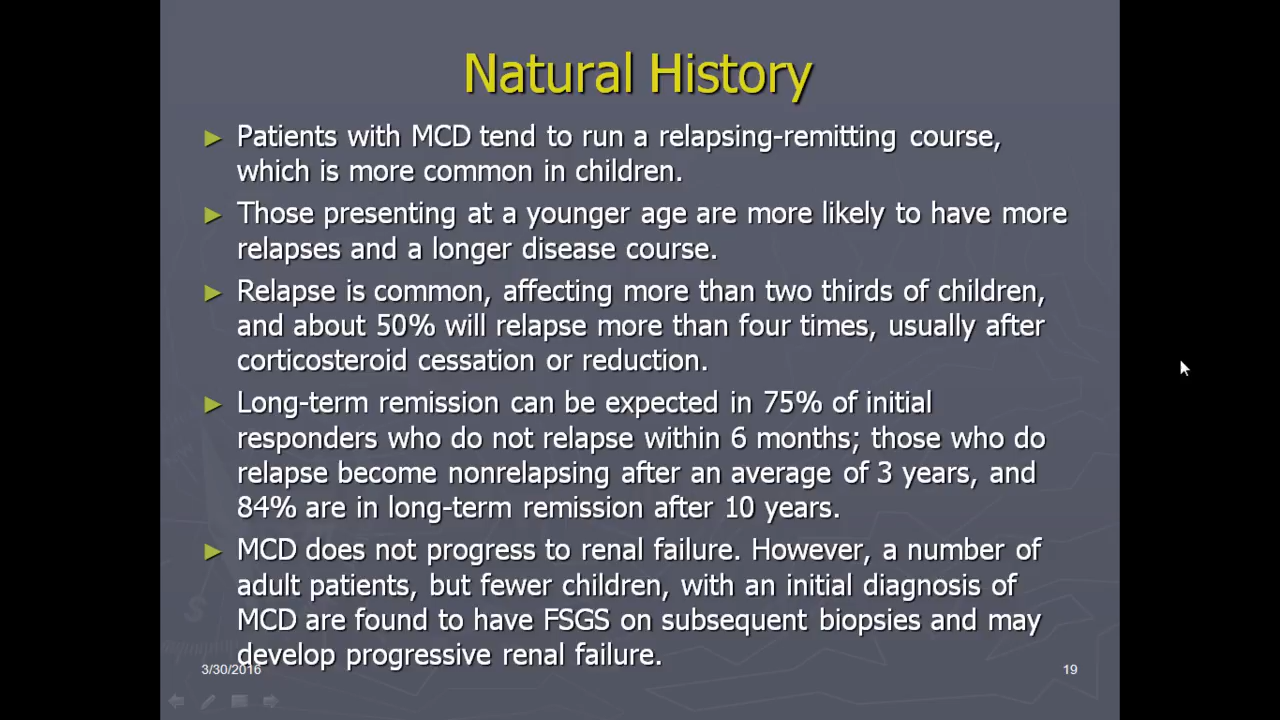 Natural History
► Patients with MCD tend to run a relapsing-remitting course,
which is more common in children.
► Those presenting at a younger age are more likely to have more
relapses and a longer disease course.
► Relapse is common, affecting more than two thirds of children,
and about 50% will relapse more than four times, usually after
corticosteroid cessation or reduction.
► Long-term remission can be expected in 75% of initial
responders who do not relapse within 6 months; those who do
relapse become nonrelapsing after an average of 3 years, and
84% are in long-term remission after 10 years.
► MCD does not progress to renal failure. However, a number of
adult patients, but fewer children, with an initial diagnosis of
MCD are found to have FSGS on subsequent biopsies and may
develop progressive renal failure.
3/30/2016
19